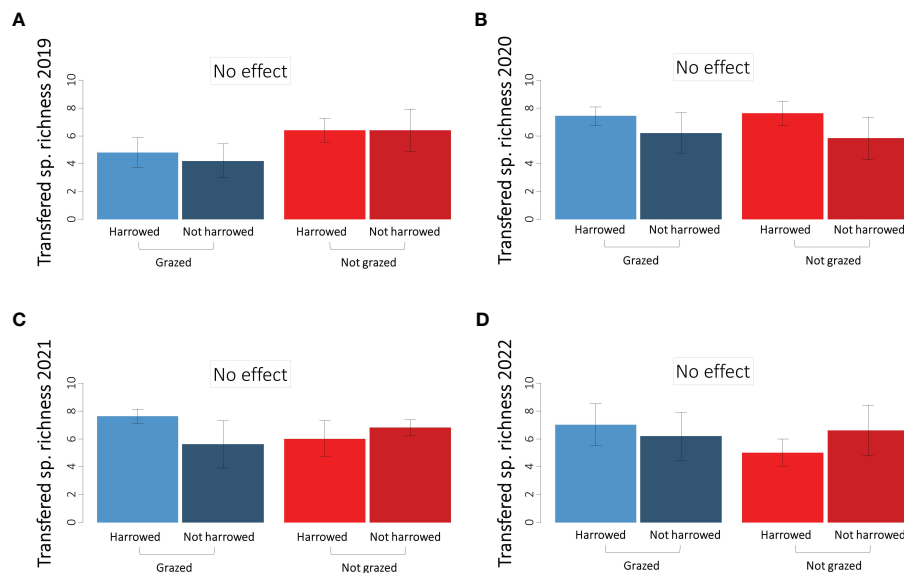 A
Transfered sp. richness 2019
No effect
0 2 4 6 8 10
Harrowed Not harrowed Harrowed Not harrowed
Grazed Not grazed
B
Transfered sp. richness 2020
No effect
0 2 4 6 8 10
Harrowed Not harrowed Harrowed Not harrowed
Grazed Not grazed
C
Transfered sp. richness 2021
No effect
0 2 4 6 8 10
Harrowed Not harrowed Harrowed Not harrowed
Grazed Not grazed
D
Transfered sp. richness 2022
No effect
0 2 4 6 8 10
Harrowed Not harrowed Harrowed Not harrowed
Grazed Not grazed